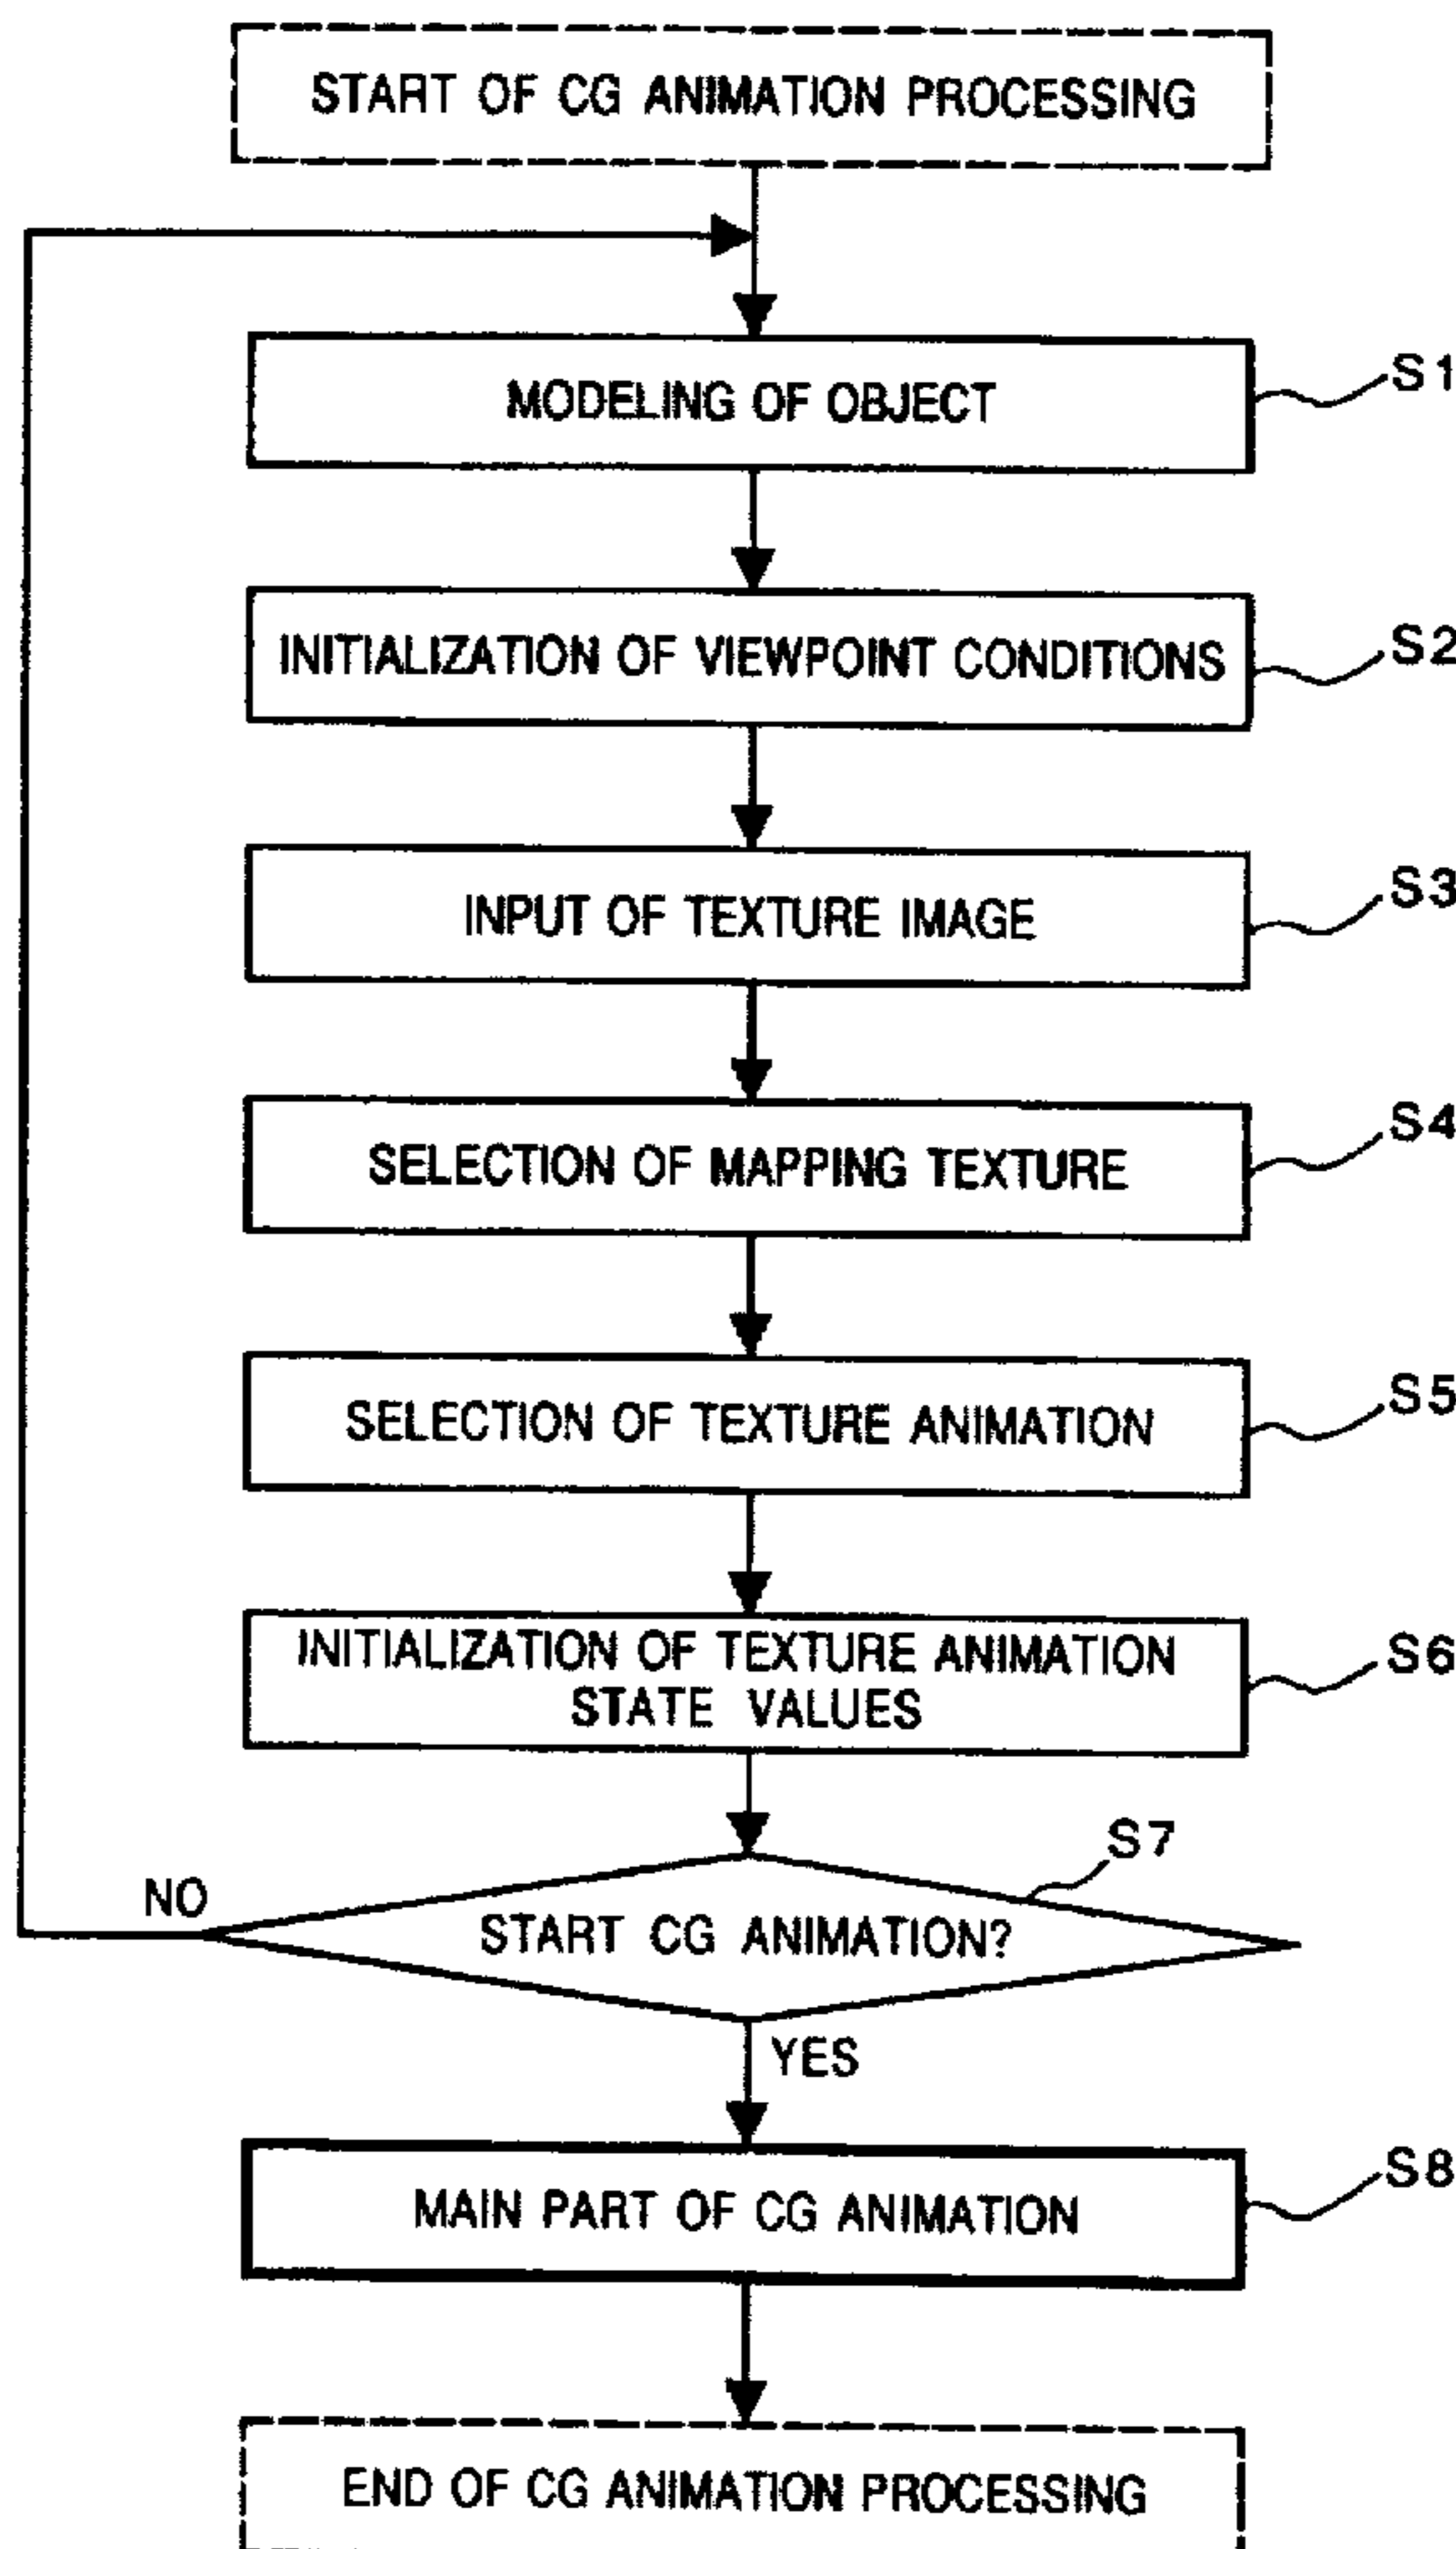 START OF CG ANIMATION PROCESSING
MODELING OF OBJECT
S1
INITIALIZATION OF VIEWPOINT CONDITIONS
S2
INPUT OF TEXTURE IMAGE
S3
SELECTION OF MAPPING TEXTURE
S4
SELECTION OF TEXTURE ANIMATION
S5
INITIALIZATION OF TEXTURE ANIMATION
STATE VALUES
S6
S7
NO
START CG ANIMATION?
YES
MAIN PART OF CG ANIMATION
S8
END OF CG ANIMATION PROCESSING